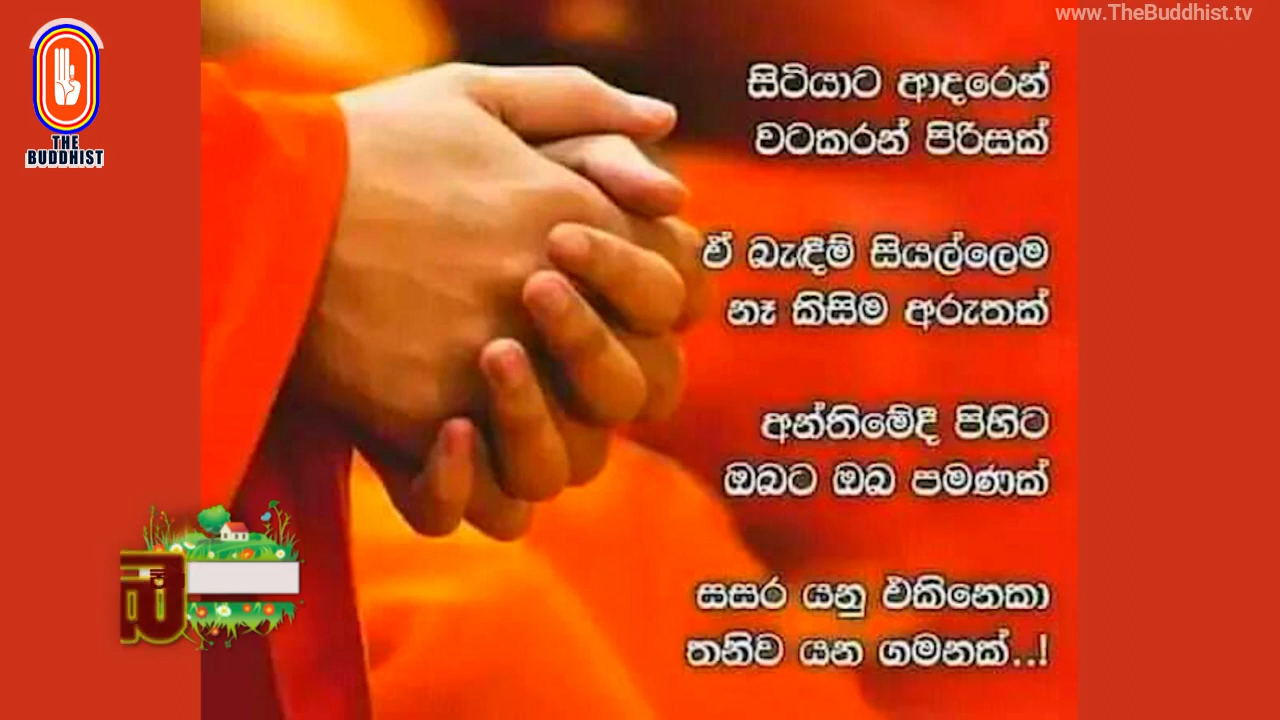 www.TheBuddhist.tv
THE
BUDDHIST
සිටියාට ආදරෙන්
වටකරන් පිරිසක්
ඒ බැඳීම් සියල්ලෙම
නෑ කිසිම අරුතක්
අන්තිමේදී පිහිට
ඔබට ඔබ පමණක්
සසර යනු එකිනෙකා
තනිව යන ගමනක්..!